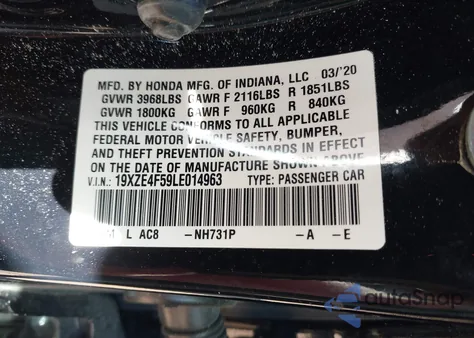 MFD. BY HONDA MFG. OF INDIANA, LLC 03/'20
GVWR 3968LBS GAWR F 2116LBS R 1851LBS
GVWR 1800KG GAWR F 960KG R 840KG
THIS VEHICLE CONFORMS TO ALL APPLICABLE
FEDERAL MOTOR VEHICLE SAFETY, BUMPER,
AND THEFT PREVENTION STANDARDS IN EFFECT
ON THE DATE OF MANUFACTURE SHOWN ABOVE
V.I.N.: 19XZE4F59LE014963 TYPE: PASSENGER CAR
L AC8 -NH731P -A -E
autosnap